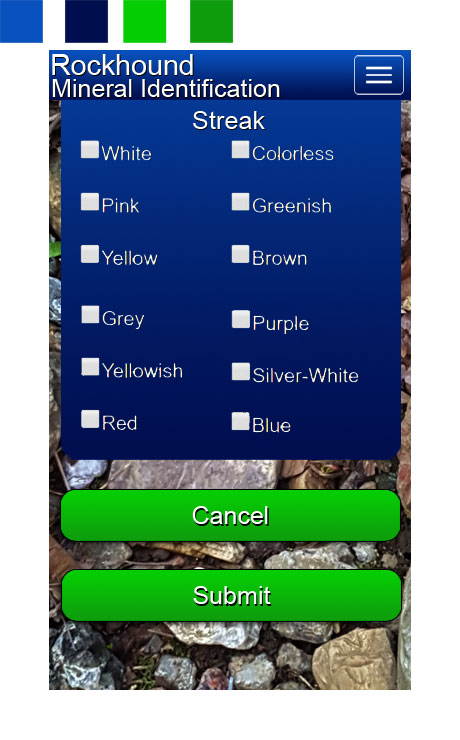 Rockhound
Mineral Identification
Streak
White Colorless
Pink Greenish
Yellow Brown
Grey Purple
Yellowish Silver-White
Red Blue
Cancel
Submit